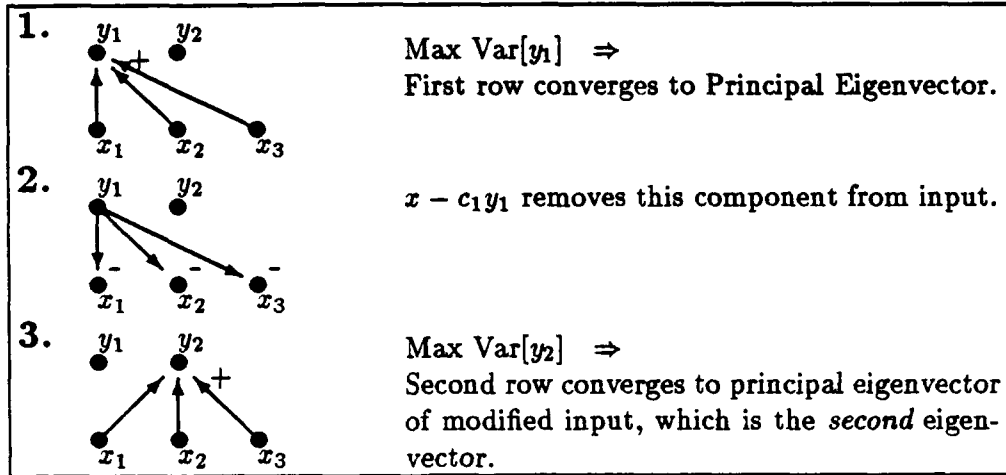 1.
y₁ y₂
+
x₁ x₂ x₃
Max Var[y₁] ⇒
First row converges to Principal Eigenvector.
2.
y₁ y₂
- - -
x₁ x₂ x₃
x − c₁y₁ removes this component from input.
3.
y₁ y₂
+
x₁ x₂ x₃
Max Var[y₂] ⇒
Second row converges to principal eigenvector
of modified input, which is the second eigen-
vector.